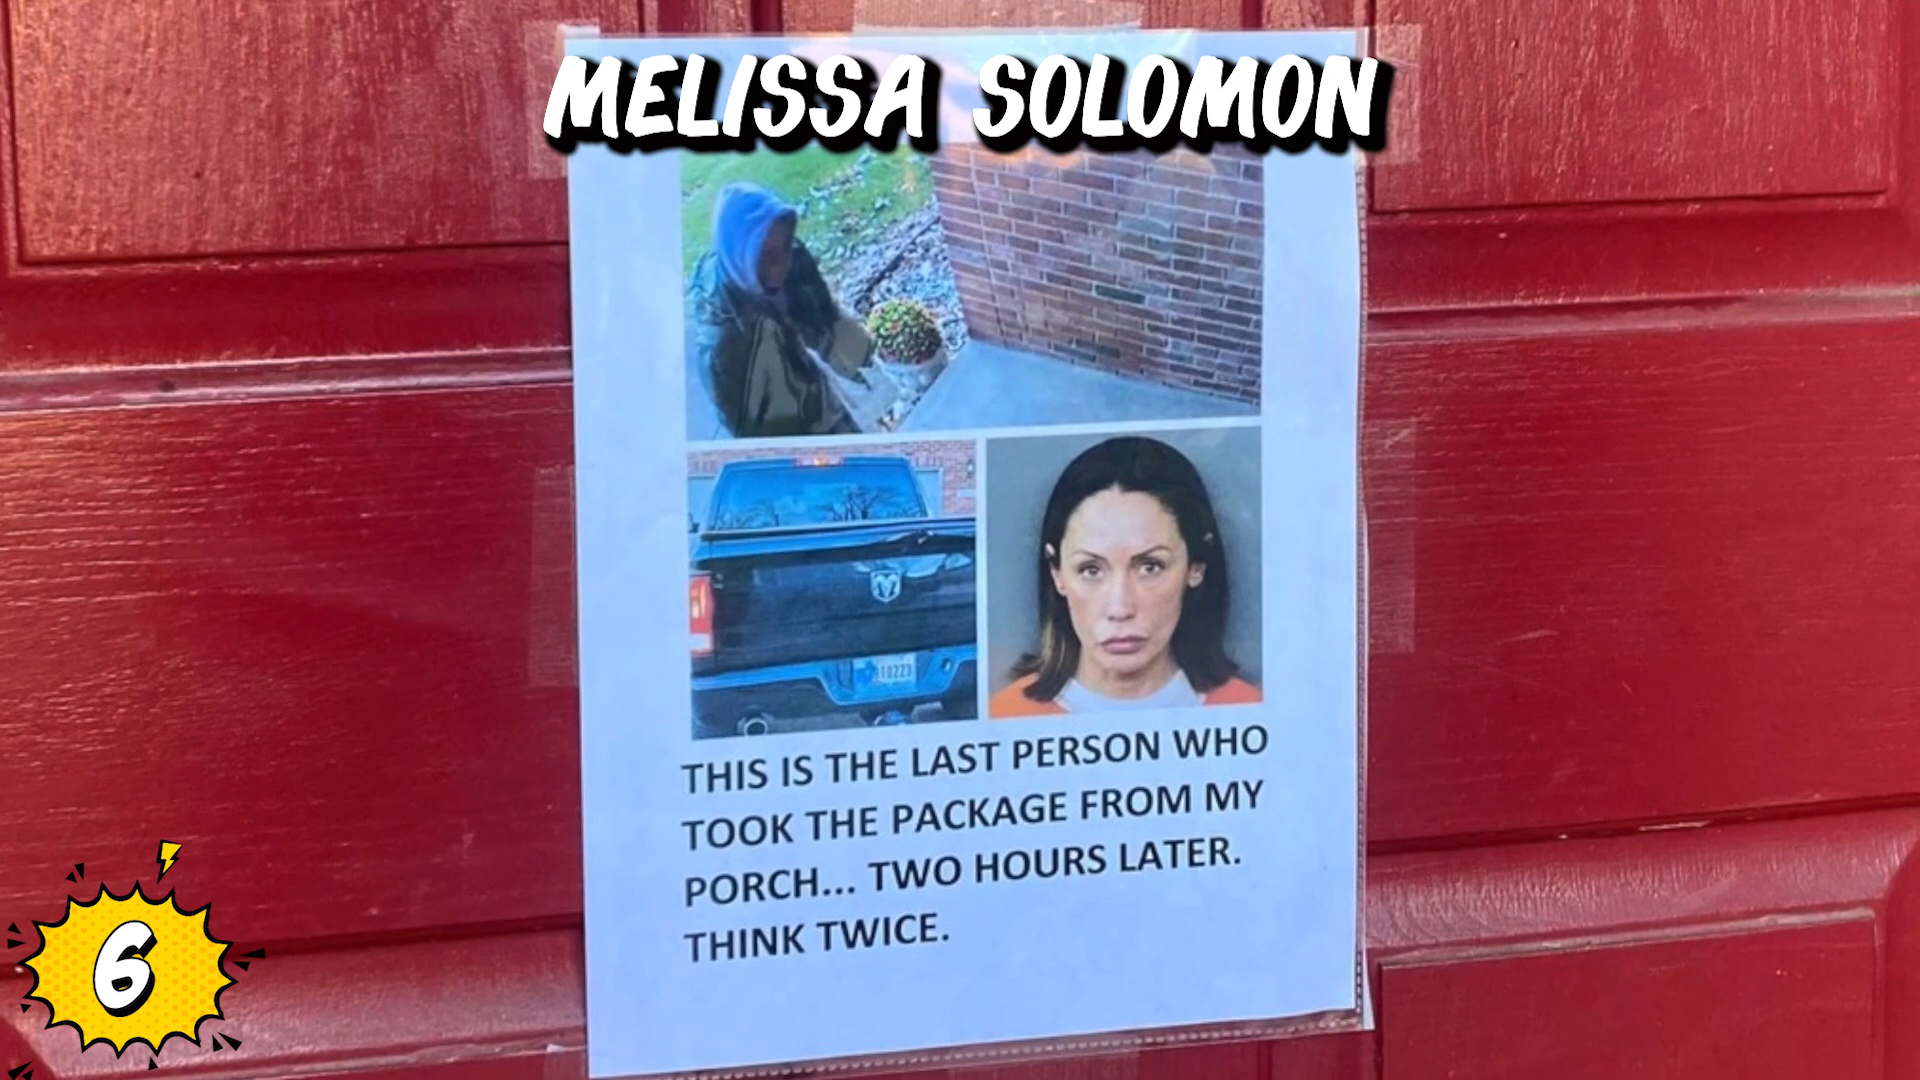 MELISSA SOLOMON
110223
THIS IS THE LAST PERSON WHO
TOOK THE PACKAGE FROM MY
PORCH... TWO HOURS LATER.
THINK TWICE.
6